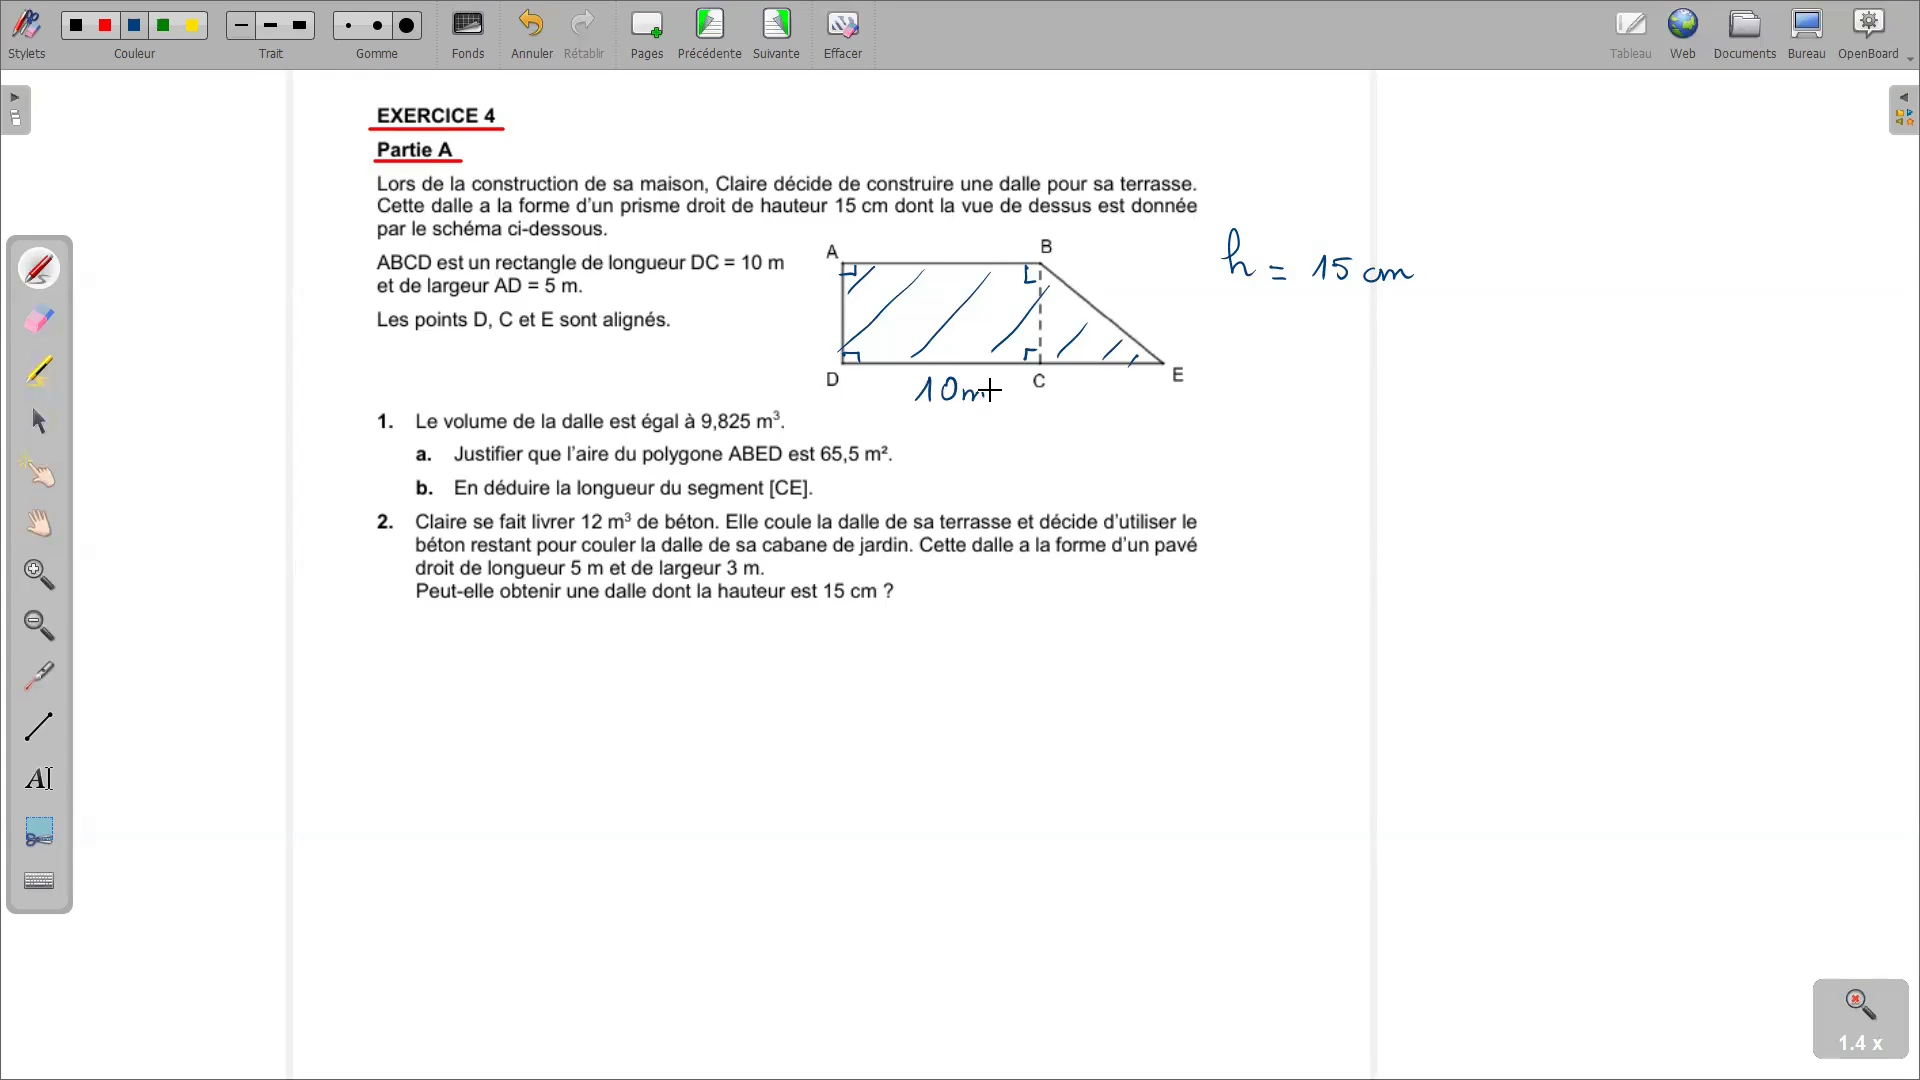 Stylets
Couleur
Trait
Gomme
Fonds
Annuler
Rétablir
Pages
Précédente
Suivante
Effacer
Tableau
Web
Documents
Bureau
OpenBoard
EXERCICE 4
Partie A
Lors de la construction de sa maison, Claire décide de construire une dalle pour sa terrasse.
Cette dalle a la forme d'un prisme droit de hauteur 15 cm dont la vue de dessus est donnée
par le schéma ci-dessous.
ABCD est un rectangle de longueur DC = 10 m
et de largeur AD = 5 m.
Les points D, C et E sont alignés.
A
B
D
C
E
10m
h = 15 cm
1. Le volume de la dalle est égal à 9,825 m³.
a. Justifier que l'aire du polygone ABED est 65,5 m².
b. En déduire la longueur du segment [CE].
2. Claire se fait livrer 12 m³ de béton. Elle coule la dalle de sa terrasse et décide d'utiliser le
béton restant pour couler la dalle de sa cabane de jardin. Cette dalle a la forme d'un pavé
droit de longueur 5 m et de largeur 3 m.
Peut-elle obtenir une dalle dont la hauteur est 15 cm ?
AI
1.4 x